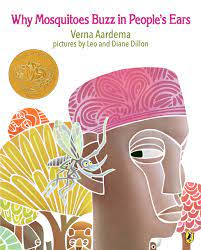 Why Mosquitoes Buzz in People's Ears
Verna Aardema
pictures by Leo and Diane Dillon